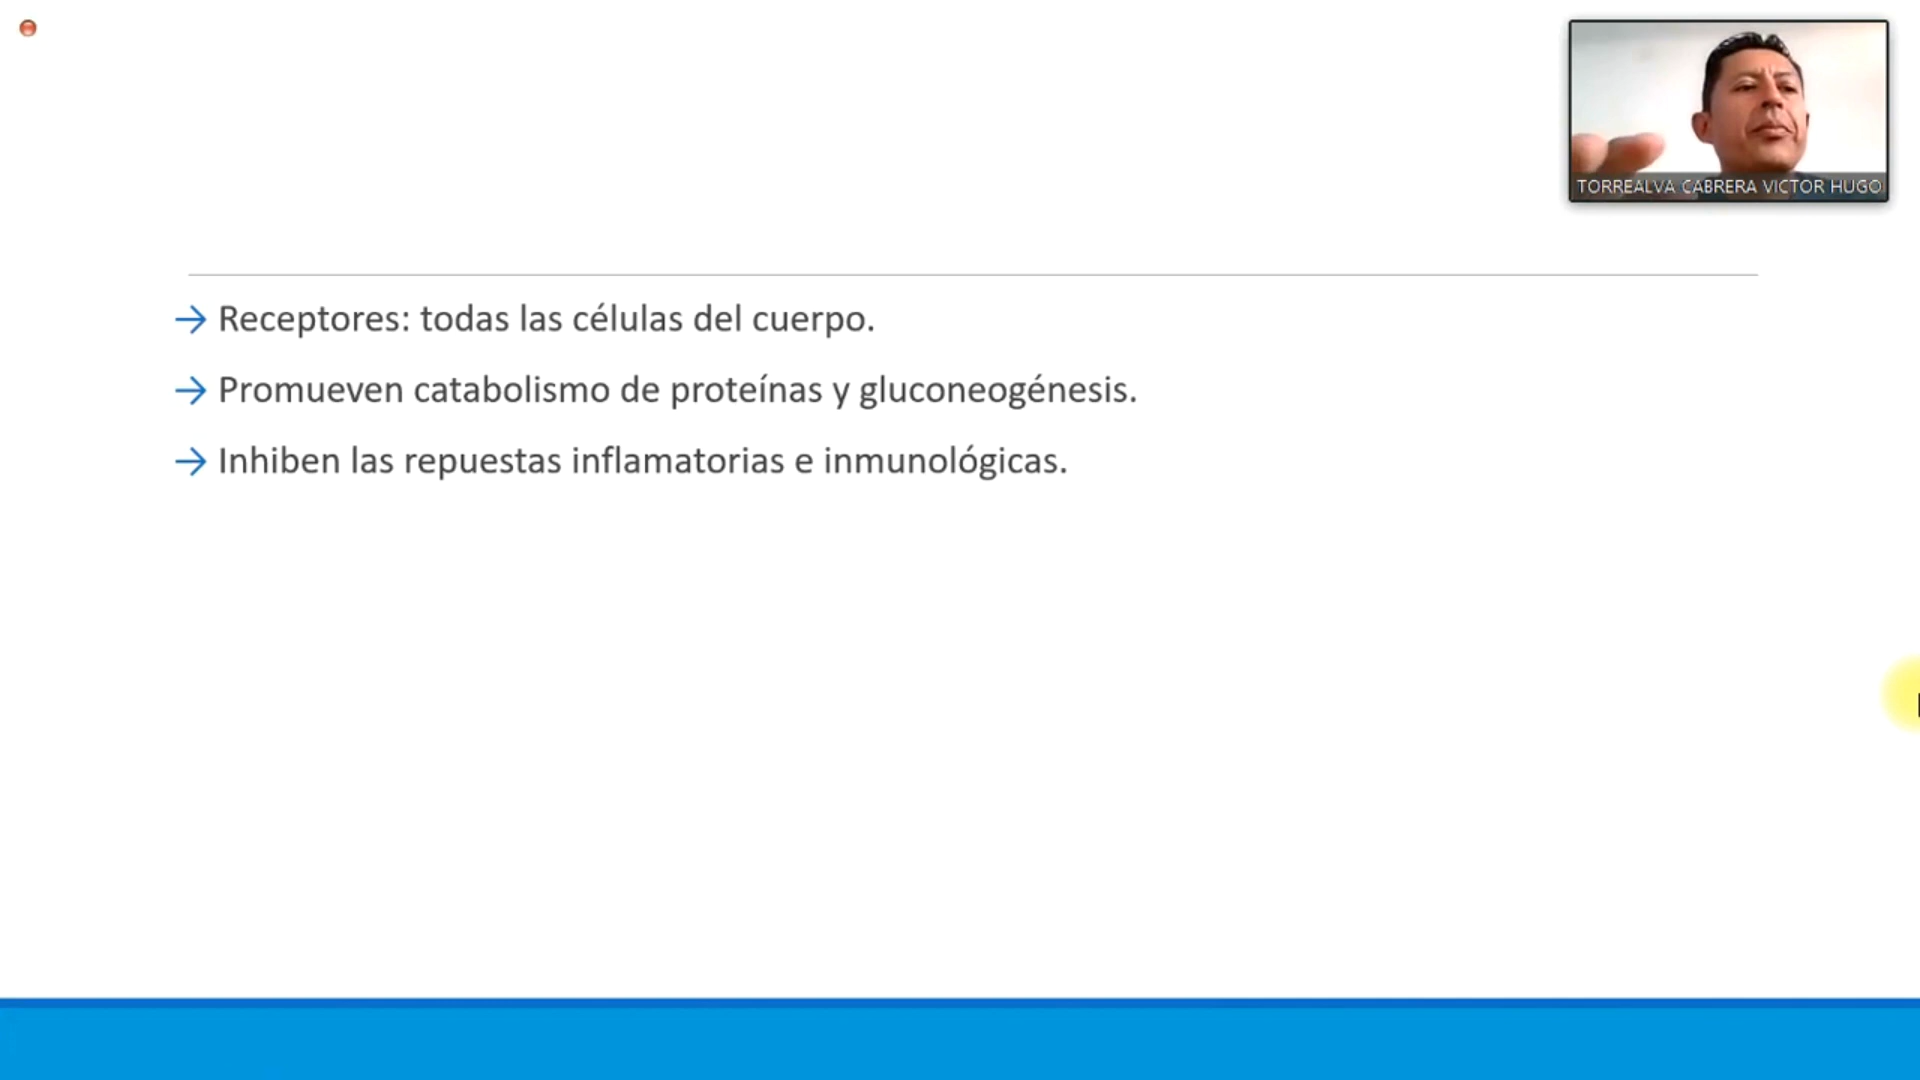 TORREALVA CABRERA VICTOR HUGO
→ Receptores: todas las células del cuerpo.
→ Promueven catabolismo de proteínas y gluconeogénesis.
→ Inhiben las repuestas inflamatorias e inmunológicas.